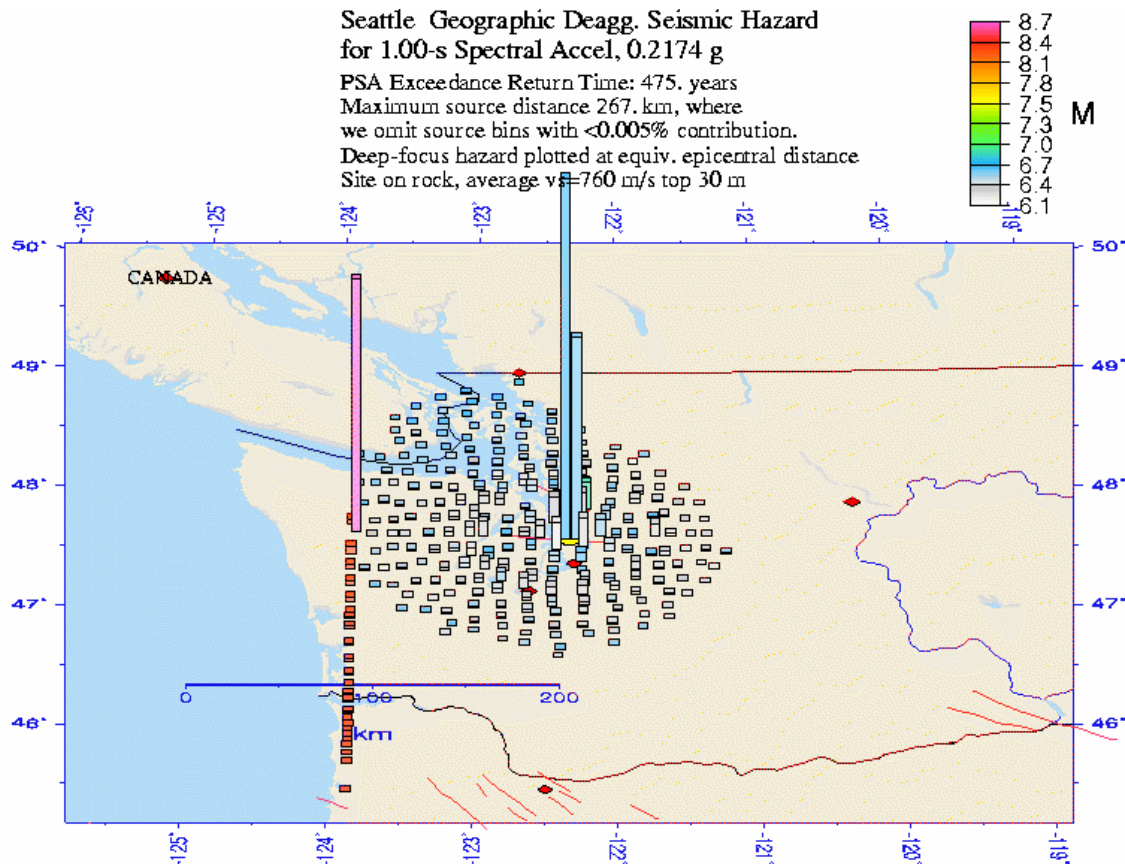 Seattle Geographic Deagg. Seismic Hazard
for 1.00-s Spectral Accel, 0.2174 g
PSA Exceedance Return Time: 475. years
Maximum source distance 267. km, where
we omit source bins with <0.005% contribution.
Deep-focus hazard plotted at equiv. epicentral distance
Site on rock, average vs=760 m/s top 30 m
8.7
8.4
8.1
7.8
7.5
7.3
7.0
6.7
6.4
6.1
M
-126° -125° -124° -123° -122° -121° -120° -119°
50° 50°
CANADA
49° 49°
48° 48°
47° 47°
0 100 200
46° 46°
km
-125° -124° -123° -122° -121° -120° -119°